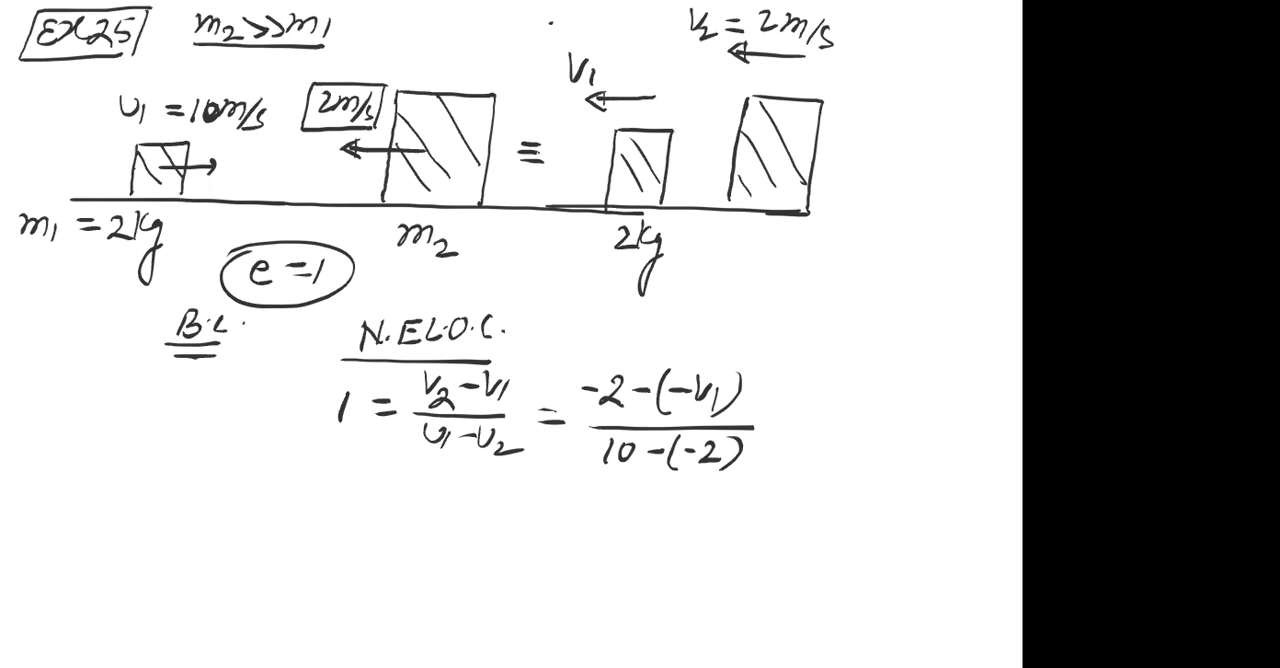 EX25 m₂>>m₁
V₂ = 2m/s
V₁
U₁ = 10m/s 2m/s
≡
m₁ = 2kg m₂ 2kg
e = 1
B.L.
N.E.L.O.C.
1 = (V₂ - V₁)/(U₁ - U₂) = (-2 - (-V₁))/(10 - (-2))